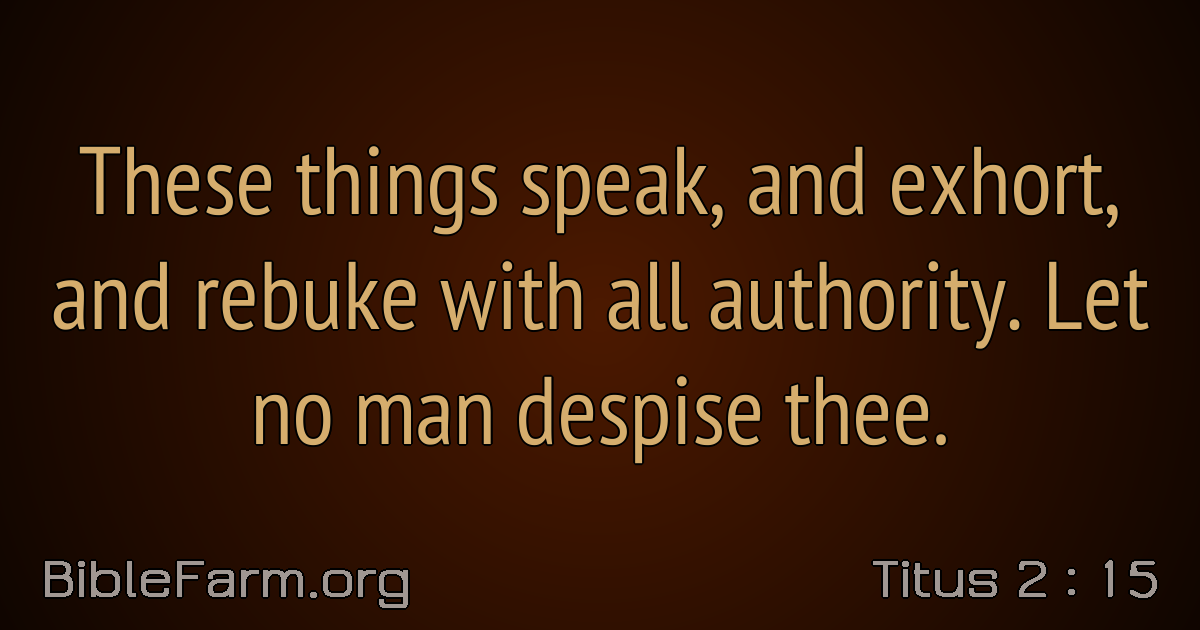 These things speak, and exhort,
and rebuke with all authority. Let
no man despise thee.
BibleFarm.org
Titus 2 : 15